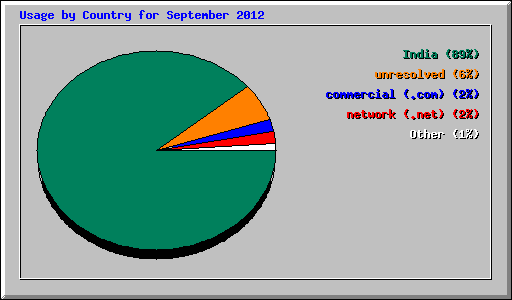 Usage by Country for September 2012
India (89%)
unresolved (6%)
commercial (.com) (2%)
network (.net) (2%)
Other (1%)